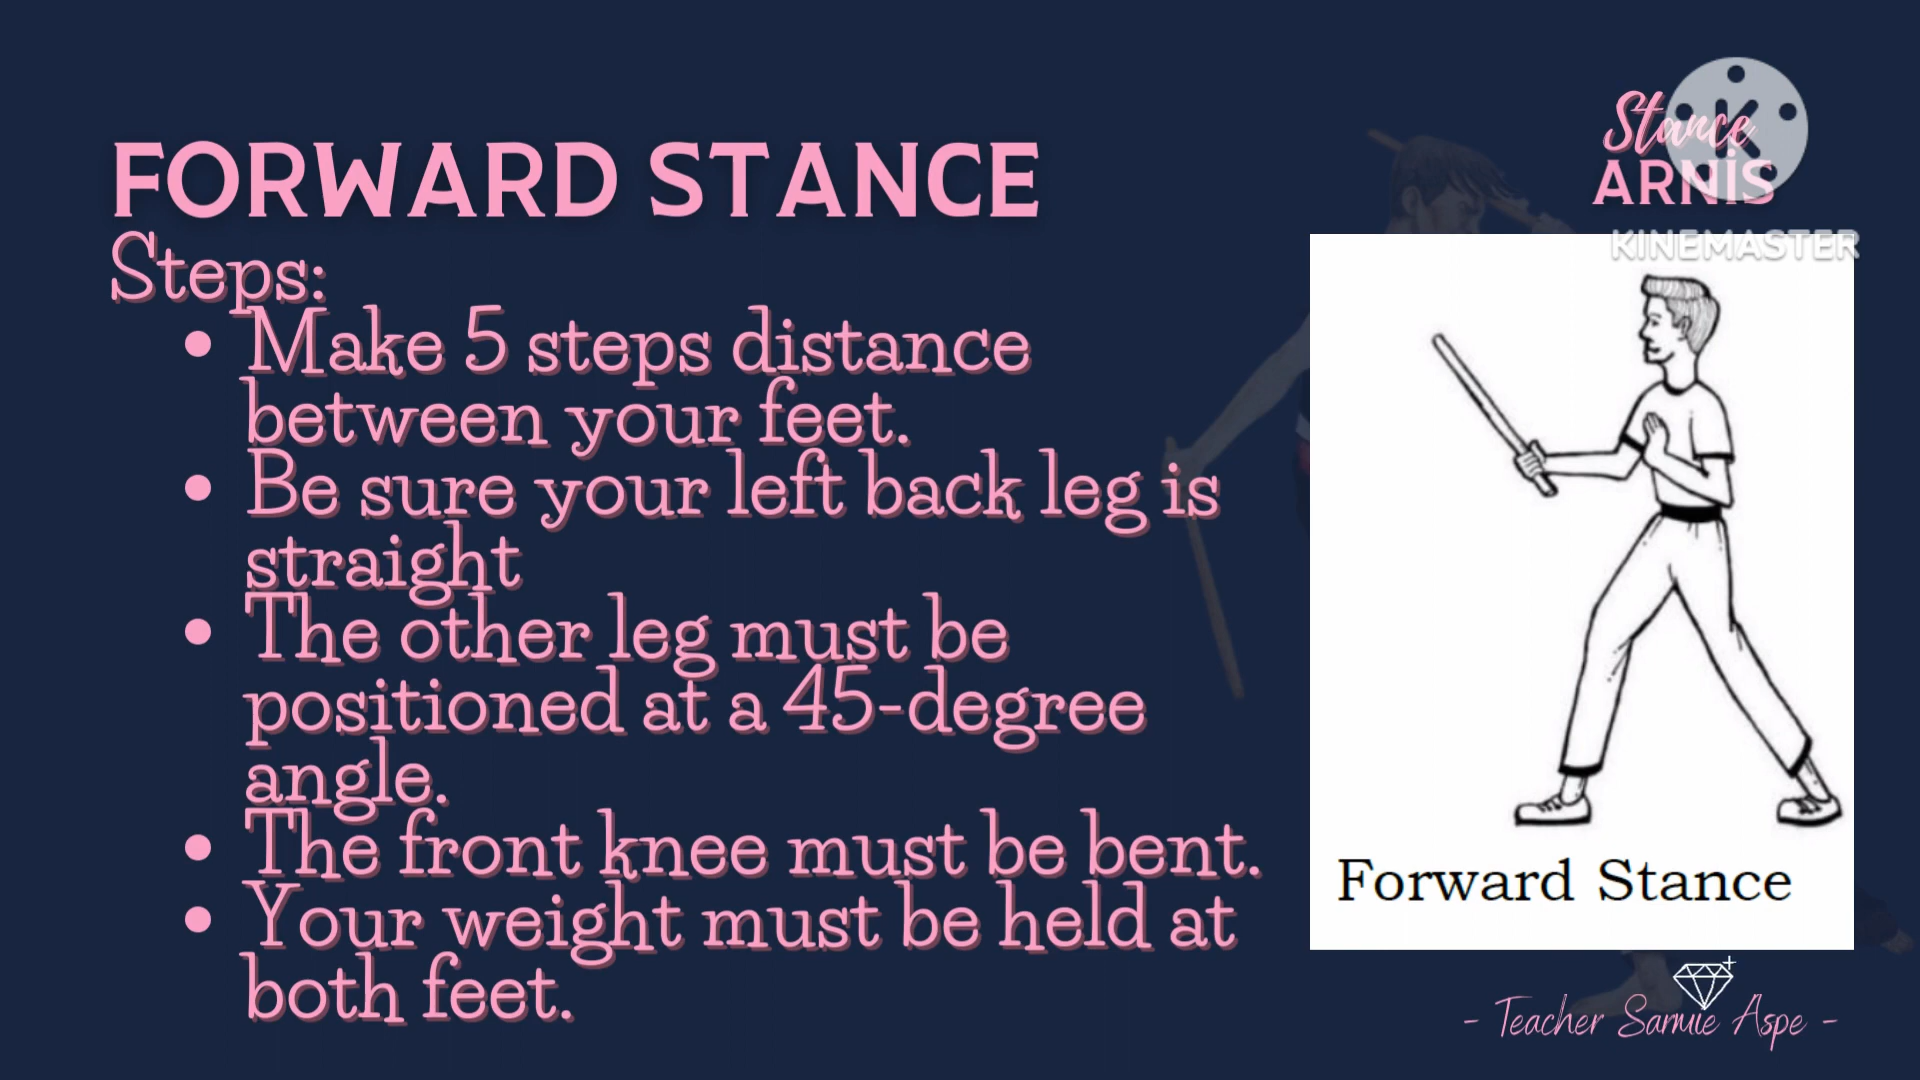 Stance
ARNIS
KINEMASTER
FORWARD STANCE
Steps:
Make 5 steps distance
between your feet.
Be sure your left back leg is
straight
The other leg must be
positioned at a 45-degree
angle.
The front knee must be bent.
Your weight must be held at
both feet.
Forward Stance
- Teacher Samie Aspe -